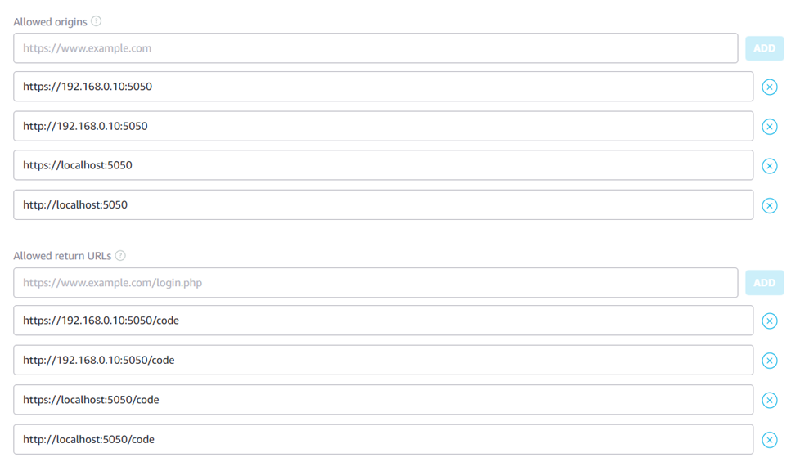 Allowed origins
https://www.example.com
ADD
https://192.168.0.10:5050
http://192.168.0.10:5050
https://localhost:5050
http://localhost:5050
Allowed return URLs
https://www.example.com/login.php
ADD
https://192.168.0.10:5050/code
http://192.168.0.10:5050/code
https://localhost:5050/code
http://localhost:5050/code